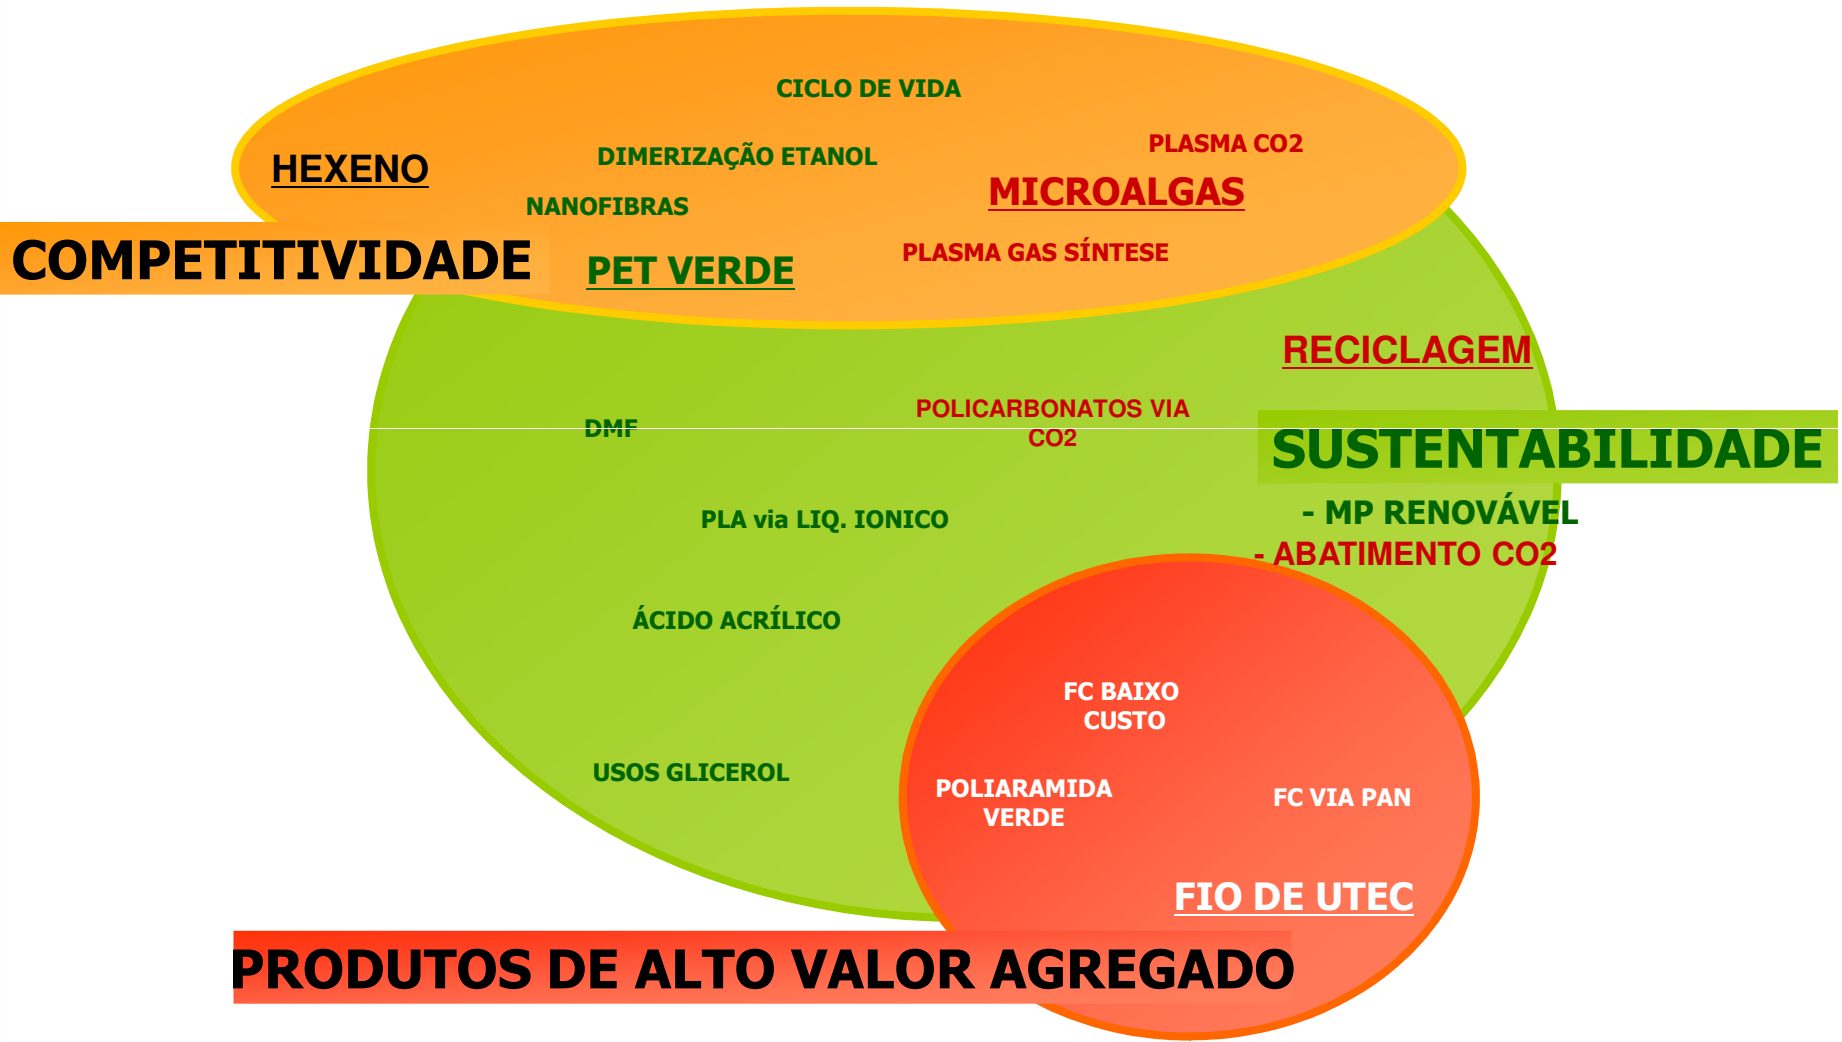 CICLO DE VIDA
PLASMA CO2
DIMERIZAÇÃO ETANOL
HEXENO
MICROALGAS
NANOFIBRAS
COMPETITIVIDADE
PLASMA GAS SÍNTESE
PET VERDE
RECICLAGEM
POLICARBONATOS VIA
CO2
DMF
SUSTENTABILIDADE
- MP RENOVÁVEL
- ABATIMENTO CO2
PLA via LIQ. IONICO
ÁCIDO ACRÍLICO
FC BAIXO
CUSTO
USOS GLICEROL
POLIARAMIDA
VERDE
FC VIA PAN
FIO DE UTEC
PRODUTOS DE ALTO VALOR AGREGADO